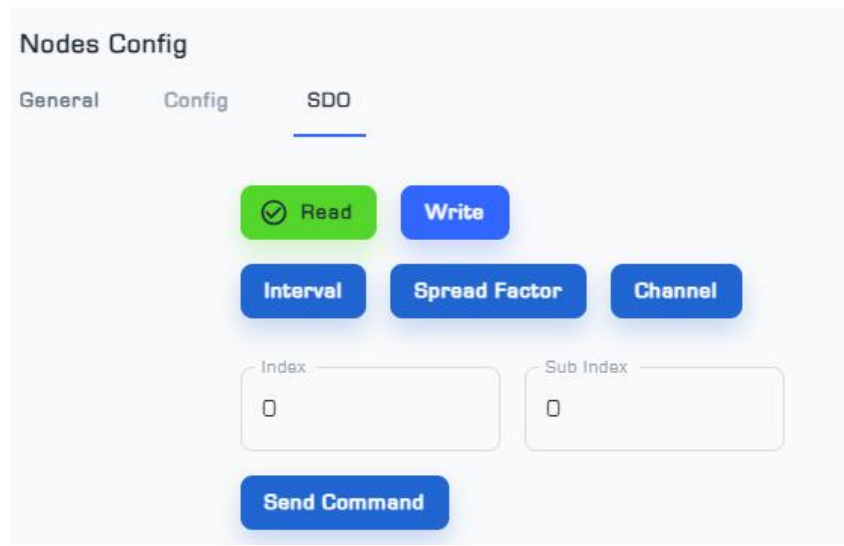 Nodes Config
General Config SDO
Read Write
Interval Spread Factor Channel
Index Sub Index
0 0
Send Command